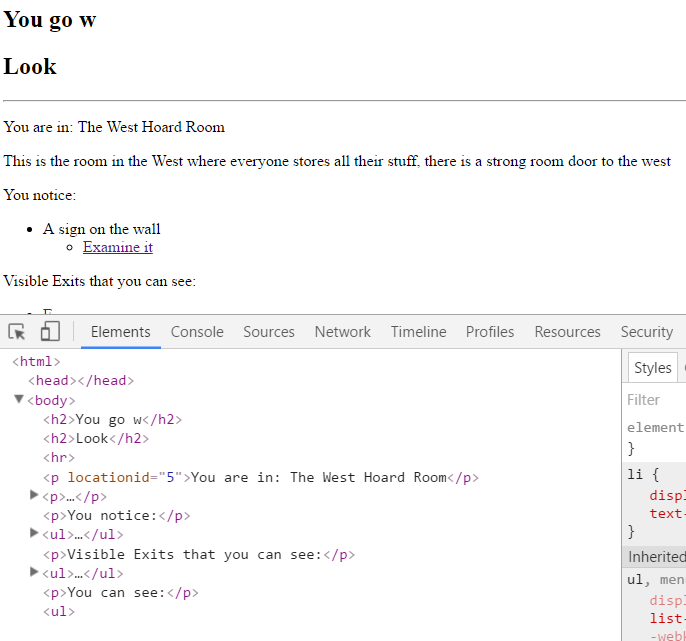 You go w
Look
You are in: The West Hoard Room
This is the room in the West where everyone stores all their stuff, there is a strong room door to the west
You notice:
A sign on the wall
Examine it
Visible Exits that you can see:
Elements Console Sources Network Timeline Profiles Resources Security
<html>
<head></head>
<body>
<h2>You go w</h2>
<h2>Look</h2>
<hr>
<p locationid="5">You are in: The West Hoard Room</p>
<p>…</p>
<p>You notice:</p>
<ul>…</ul>
<p>Visible Exits that you can see:</p>
<ul>…</ul>
<p>You can see:</p>
<ul>
Styles
Filter
element
}
li {
displ
text-
}
Inherited
ul, menu
displ
list-
-webk